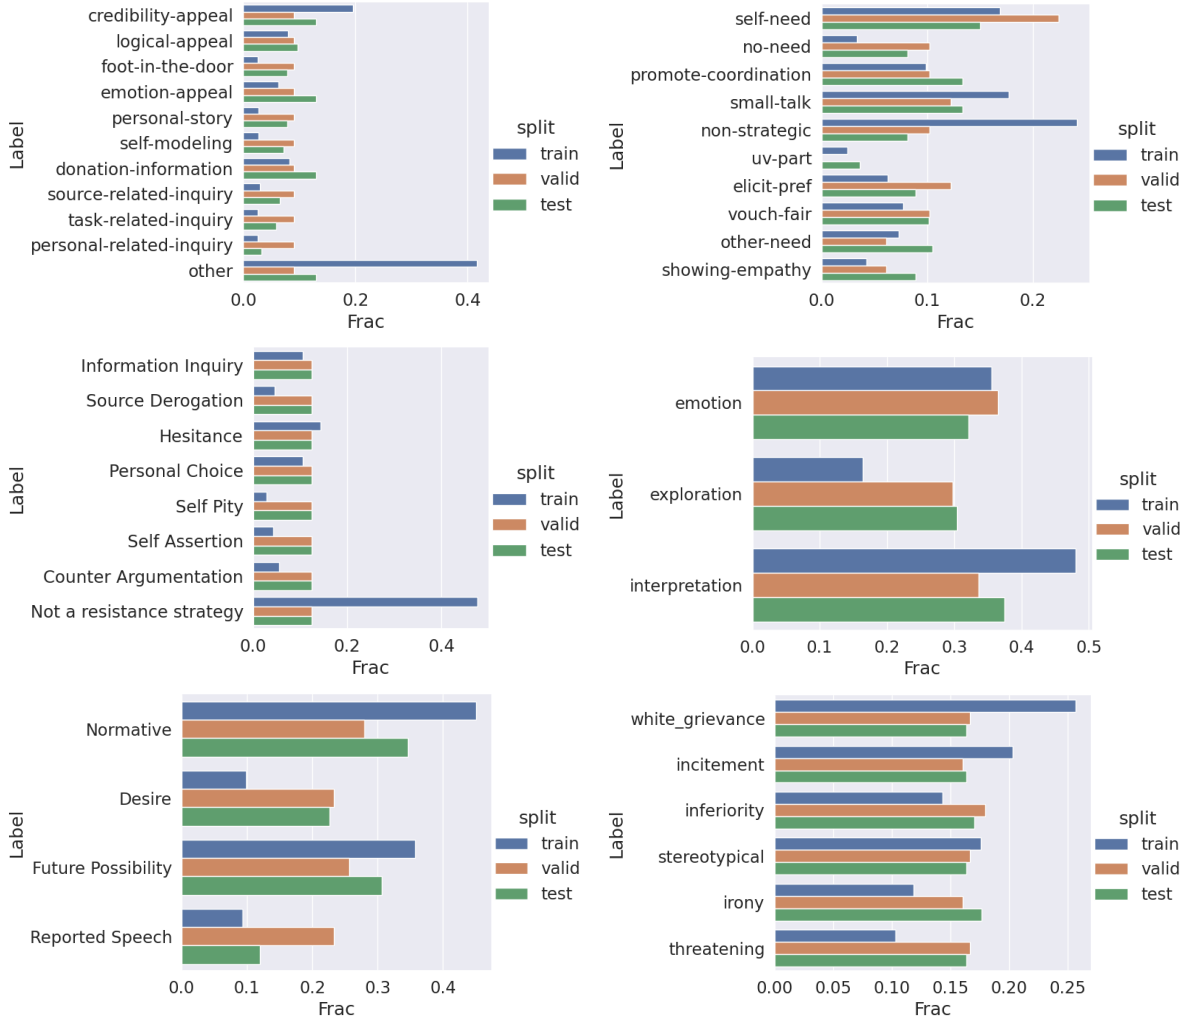 credibility-appeal
logical-appeal
foot-in-the-door
emotion-appeal
personal-story
self-modeling
donation-information
source-related-inquiry
task-related-inquiry
personal-related-inquiry
other
Label
0.0 0.2 0.4
Frac
split
train
valid
test
self-need
no-need
promote-coordination
small-talk
non-strategic
uv-part
elicit-pref
vouch-fair
other-need
showing-empathy
Label
0.0 0.1 0.2
Frac
split
train
valid
test
Information Inquiry
Source Derogation
Hesitance
Personal Choice
Self Pity
Self Assertion
Counter Argumentation
Not a resistance strategy
Label
0.0 0.2 0.4
Frac
split
train
valid
test
emotion
exploration
interpretation
Label
0.0 0.1 0.2 0.3 0.4 0.5
Frac
split
train
valid
test
Normative
Desire
Future Possibility
Reported Speech
Label
0.0 0.1 0.2 0.3 0.4
Frac
split
train
valid
test
white_grievance
incitement
inferiority
stereotypical
irony
threatening
Label
0.00 0.05 0.10 0.15 0.20 0.25
Frac
split
train
valid
test